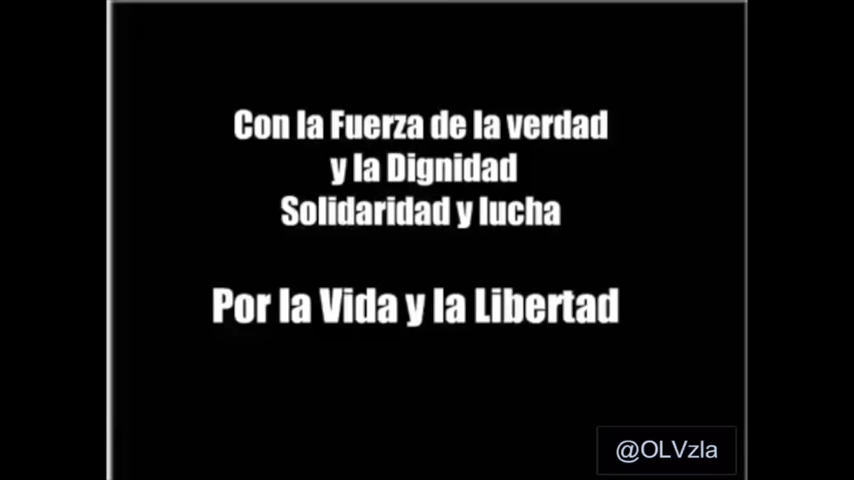 Con la Fuerza de la verdad
y la Dignidad
Solidaridad y lucha
Por la Vida y la Libertad
@OLVzla